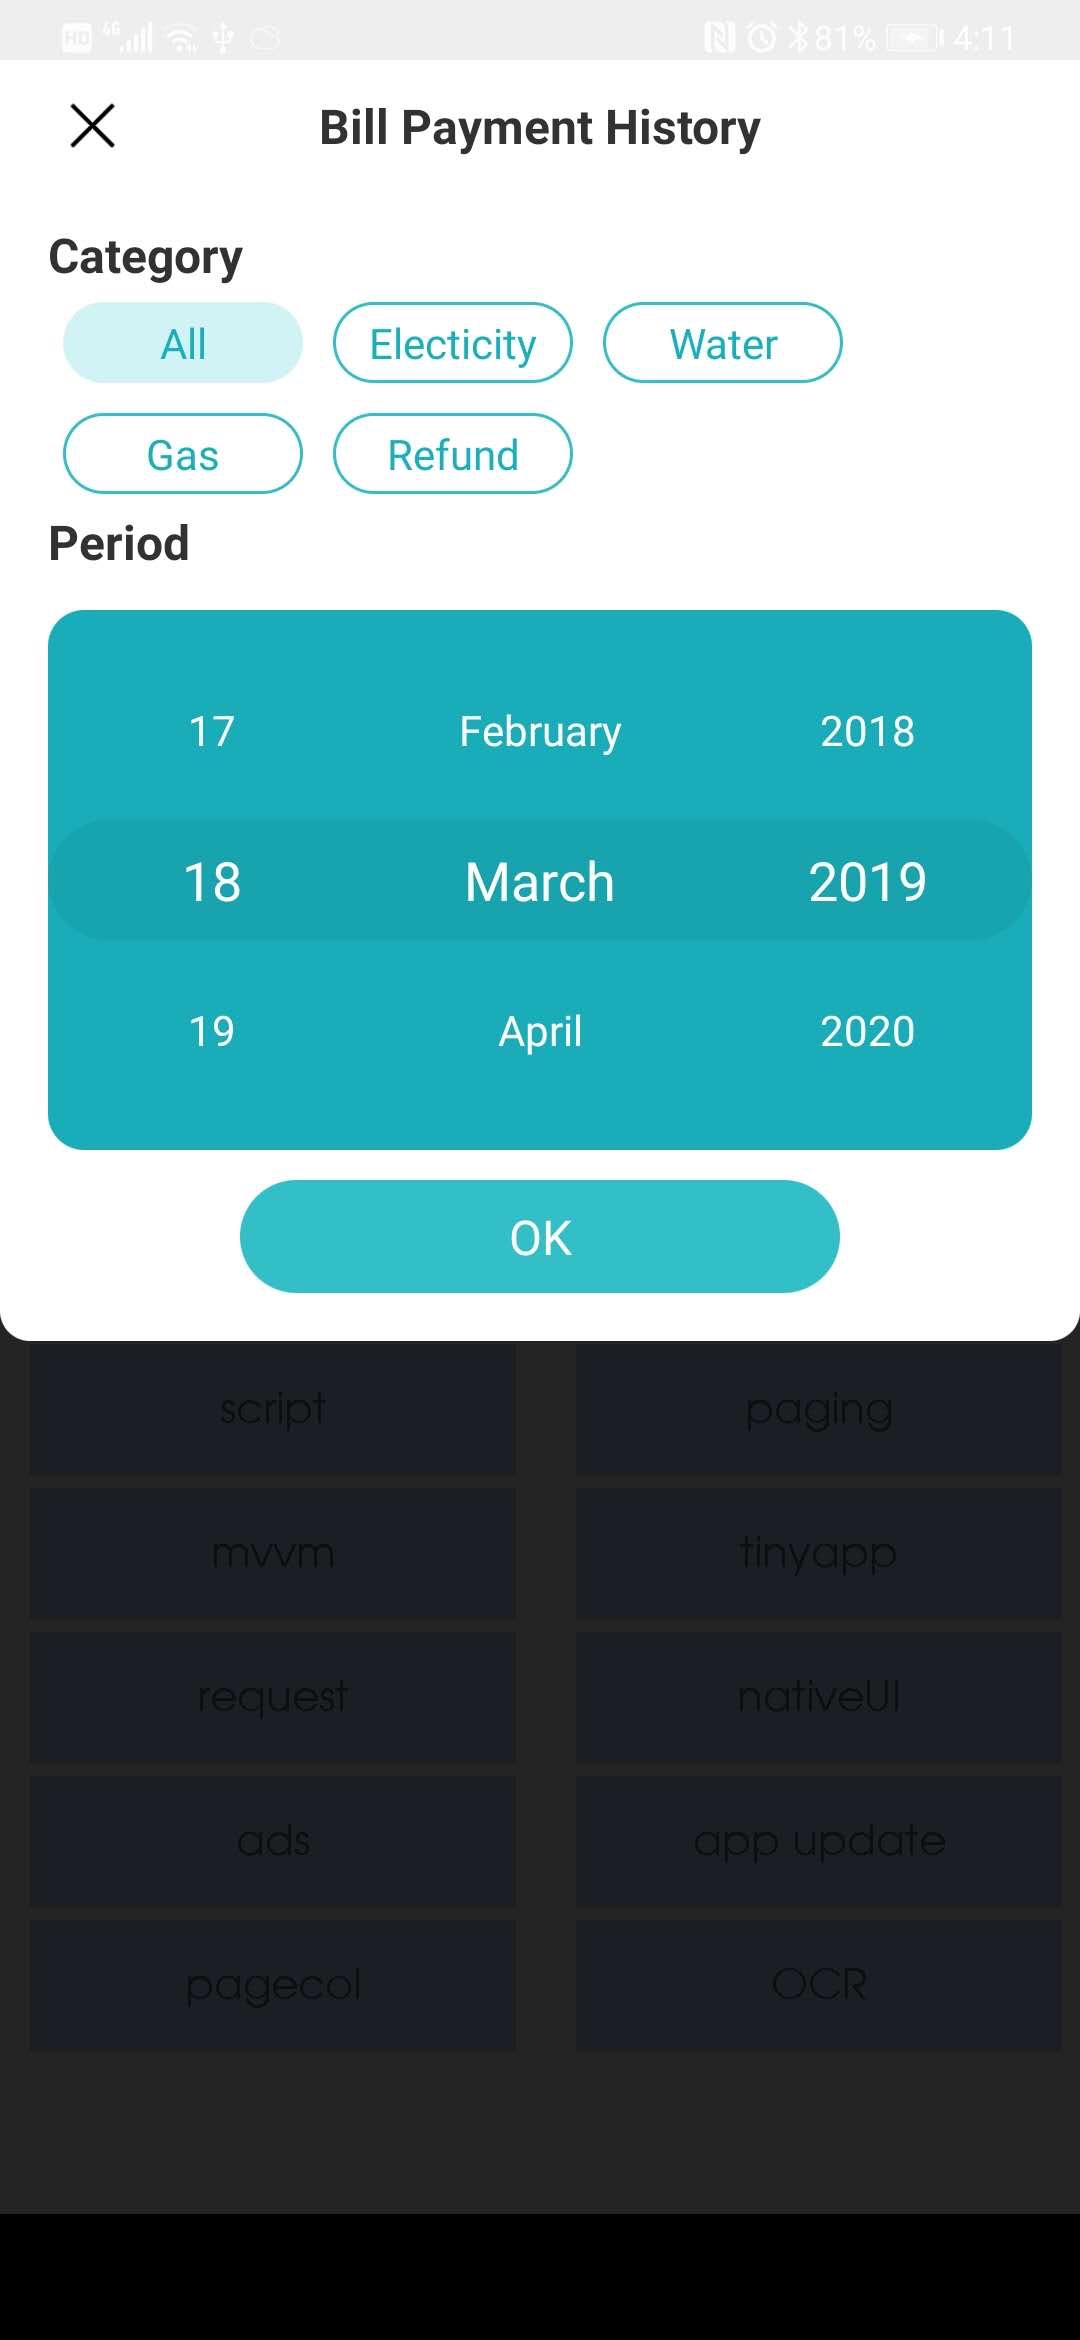 HD 4G 81% 4:11
Bill Payment History
Category
All Electicity Water
Gas Refund
Period
17 February 2018
18 March 2019
19 April 2020
OK
script paging
mvvm tinyapp
request nativeUI
ads app update
pagecol OCR